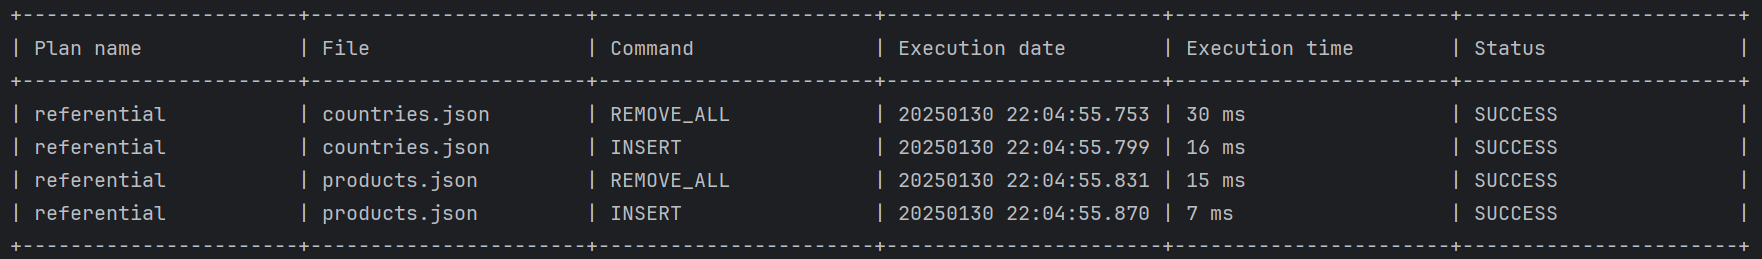 +-----------------------+-----------------------+-----------------------+-----------------------+-----------------------+-----------------------+
| Plan name             | File                  | Command               | Execution date        | Execution time        | Status                |
+-----------------------+-----------------------+-----------------------+-----------------------+-----------------------+-----------------------+
| referential           | countries.json        | REMOVE_ALL            | 20250130 22:04:55.753 | 30 ms                 | SUCCESS               |
| referential           | countries.json        | INSERT                | 20250130 22:04:55.799 | 16 ms                 | SUCCESS               |
| referential           | products.json         | REMOVE_ALL            | 20250130 22:04:55.831 | 15 ms                 | SUCCESS               |
| referential           | products.json         | INSERT                | 20250130 22:04:55.870 | 7 ms                  | SUCCESS               |
+-----------------------+-----------------------+-----------------------+-----------------------+-----------------------+-----------------------+